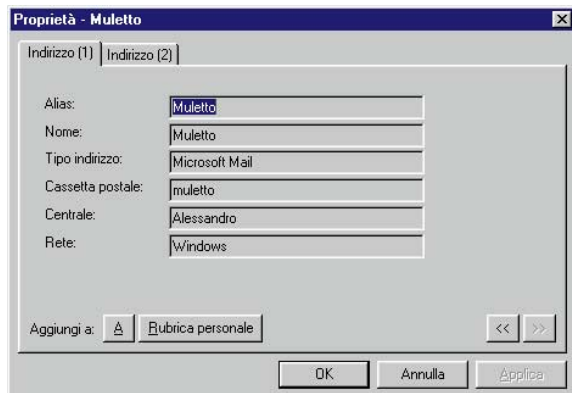 Proprietà - Muletto
Indirizzo (1) Indirizzo (2)
Alias: Muletto
Nome: Muletto
Tipo indirizzo: Microsoft Mail
Cassetta postale: muletto
Centrale: Alessandro
Rete: Windows
Aggiungi a: A Rubrica personale << >>
OK Annulla Applica